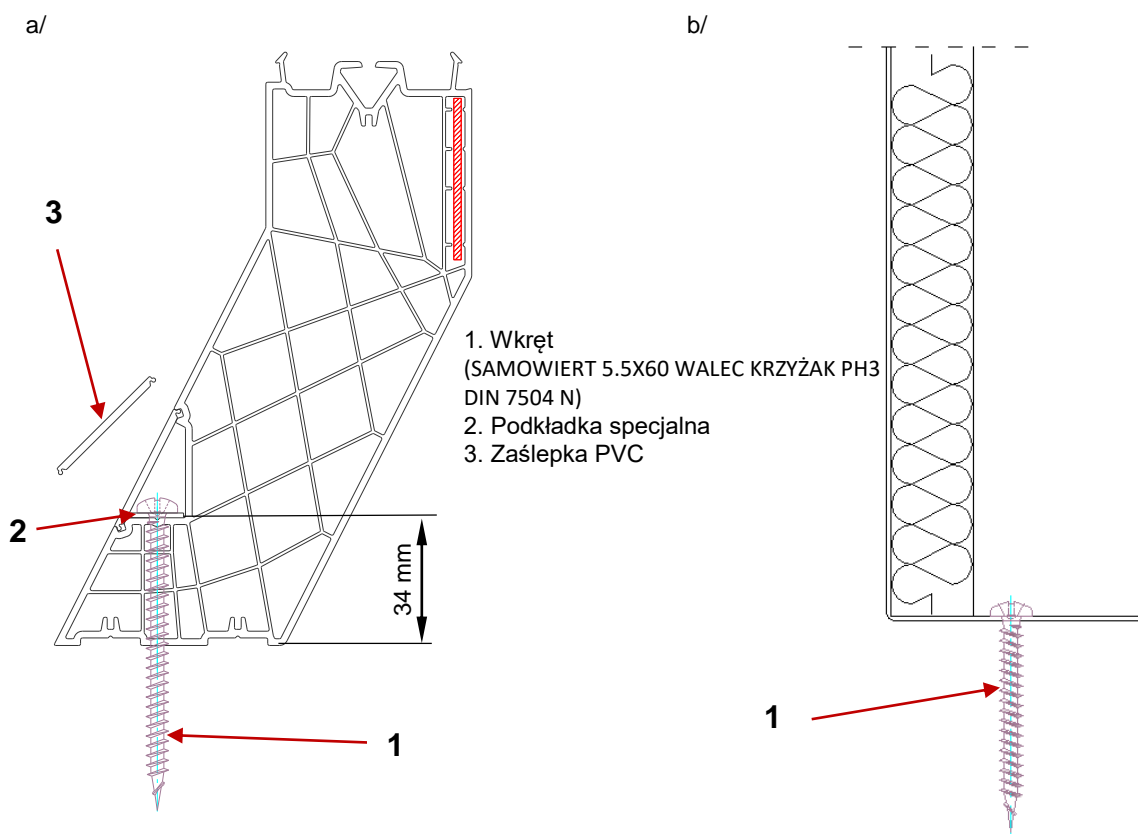 a/
b/
3
1. Wkręt
(SAMOWIERT 5.5X60 WALEC KRZYŻAK PH3
DIN 7504 N)
2. Podkładka specjalna
3. Zaślepka PVC
2
34 mm
1
1